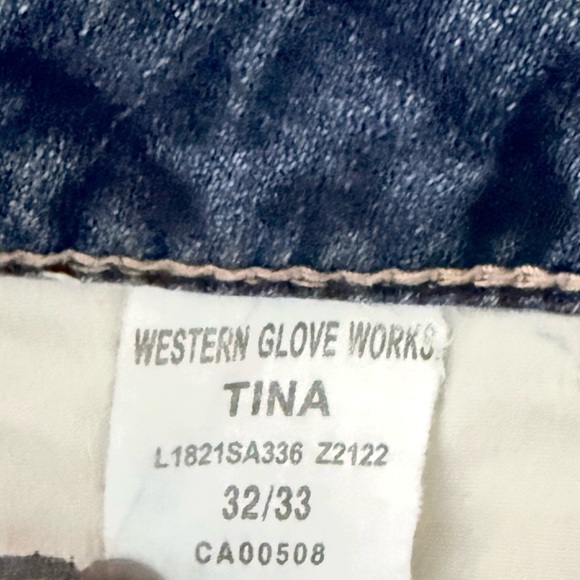 WESTERN GLOVE WORKS
TINA
L1821SA336 Z2122
32/33
CA00508